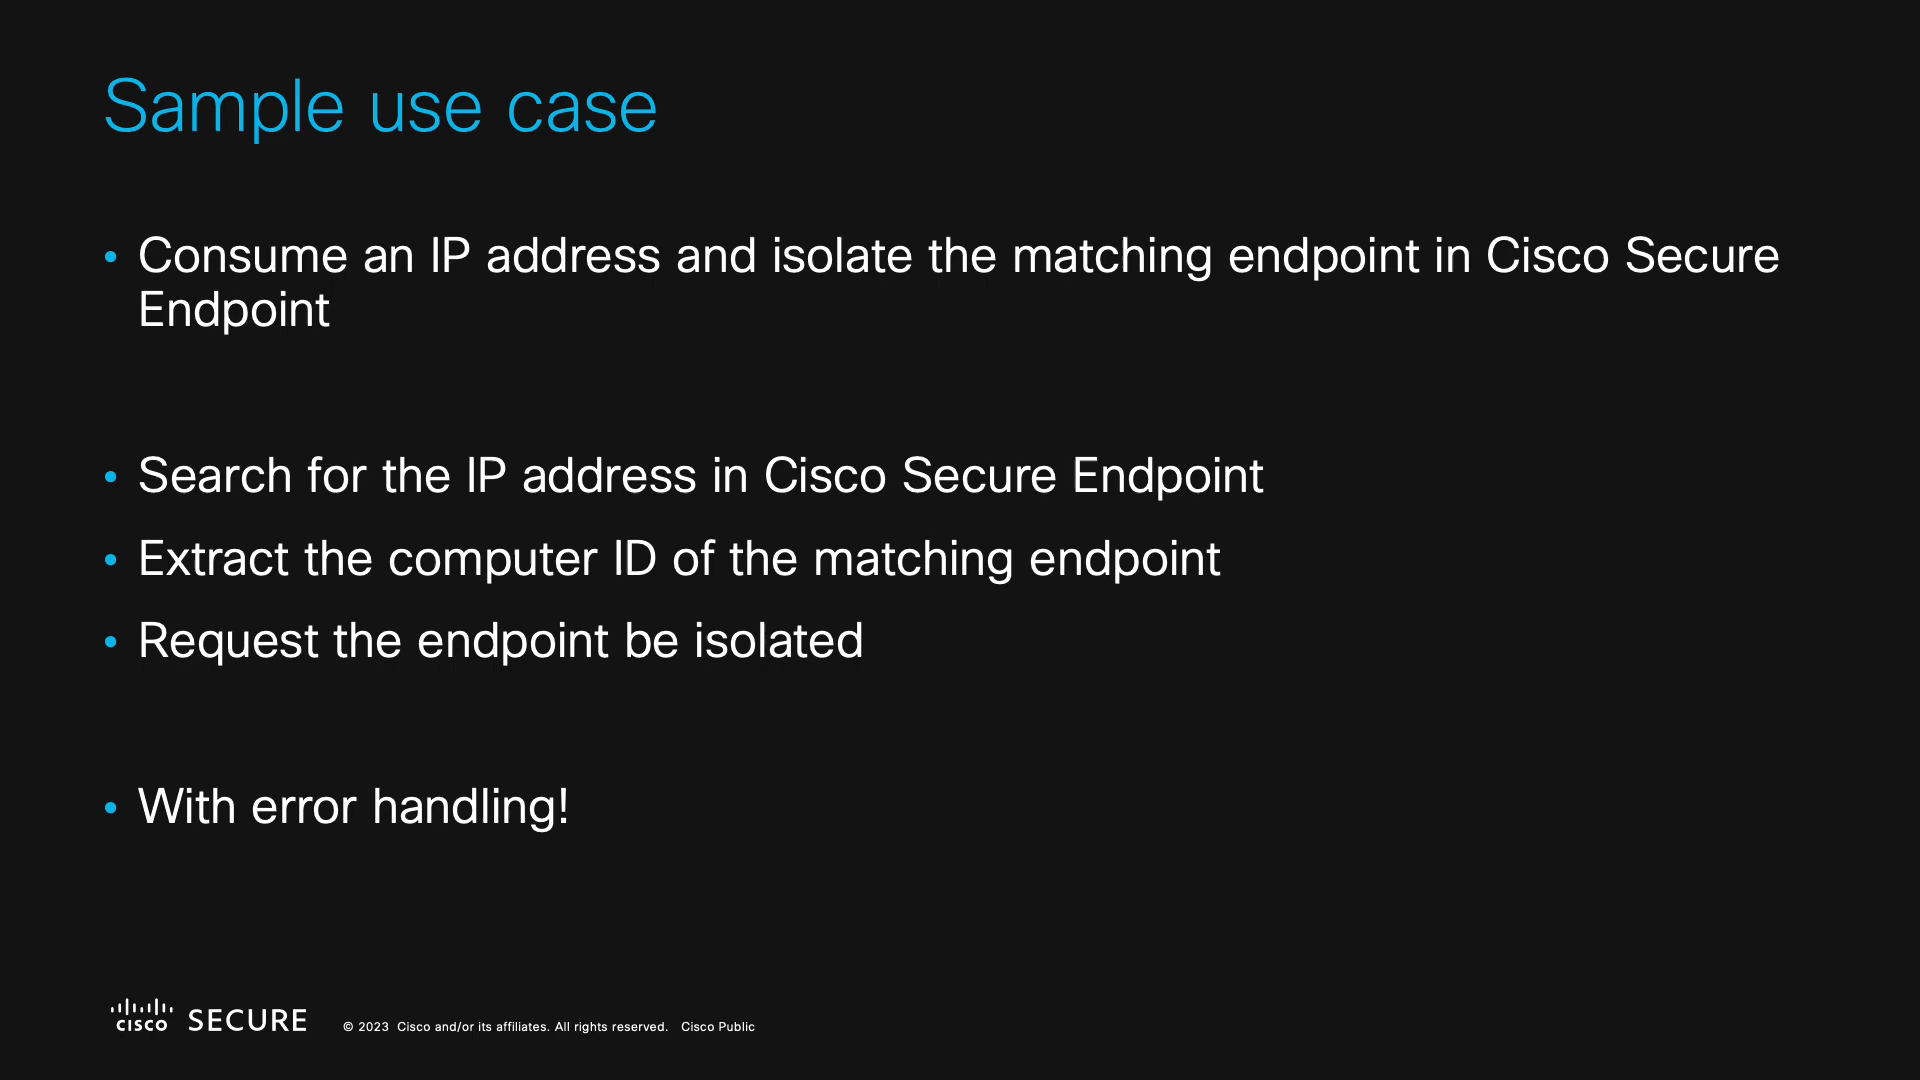 Sample use case
• Consume an IP address and isolate the matching endpoint in Cisco Secure
Endpoint
• Search for the IP address in Cisco Secure Endpoint
• Extract the computer ID of the matching endpoint
• Request the endpoint be isolated
• With error handling!
cisco SECURE © 2023 Cisco and/or its affiliates. All rights reserved. Cisco Public